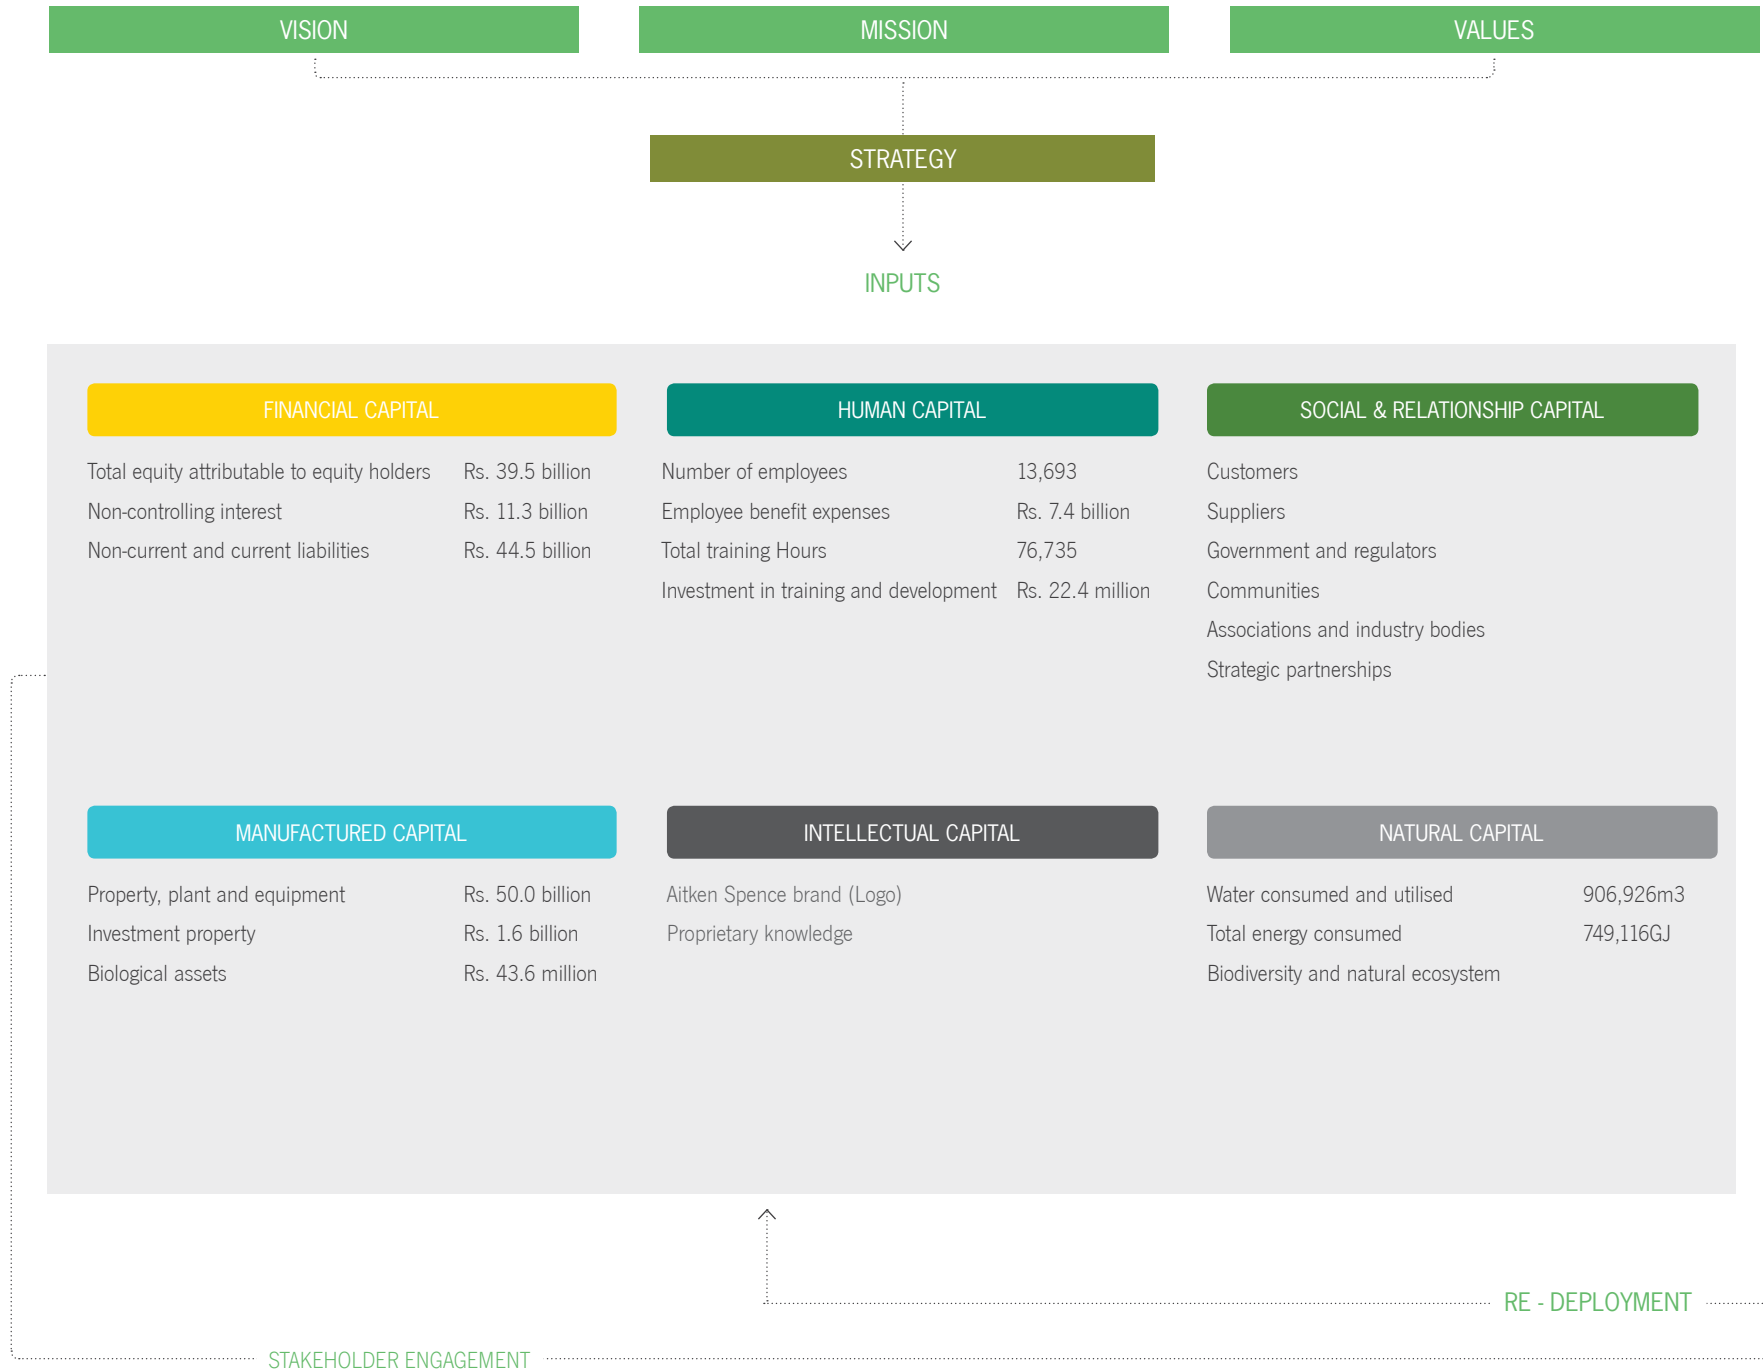 VISION
MISSION
VALUES
STRATEGY
INPUTS
FINANCIAL CAPITAL
Total equity attributable to equity holders Rs. 39.5 billion
Non-controlling interest Rs. 11.3 billion
Non-current and current liabilities Rs. 44.5 billion
HUMAN CAPITAL
Number of employees 13,693
Employee benefit expenses Rs. 7.4 billion
Total training Hours 76,735
Investment in training and development Rs. 22.4 million
SOCIAL & RELATIONSHIP CAPITAL
Customers
Suppliers
Government and regulators
Communities
Associations and industry bodies
Strategic partnerships
MANUFACTURED CAPITAL
Property, plant and equipment Rs. 50.0 billion
Investment property Rs. 1.6 billion
Biological assets Rs. 43.6 million
INTELLECTUAL CAPITAL
Aitken Spence brand (Logo)
Proprietary knowledge
NATURAL CAPITAL
Water consumed and utilised 906,926m3
Total energy consumed 749,116GJ
Biodiversity and natural ecosystem
RE - DEPLOYMENT
STAKEHOLDER ENGAGEMENT